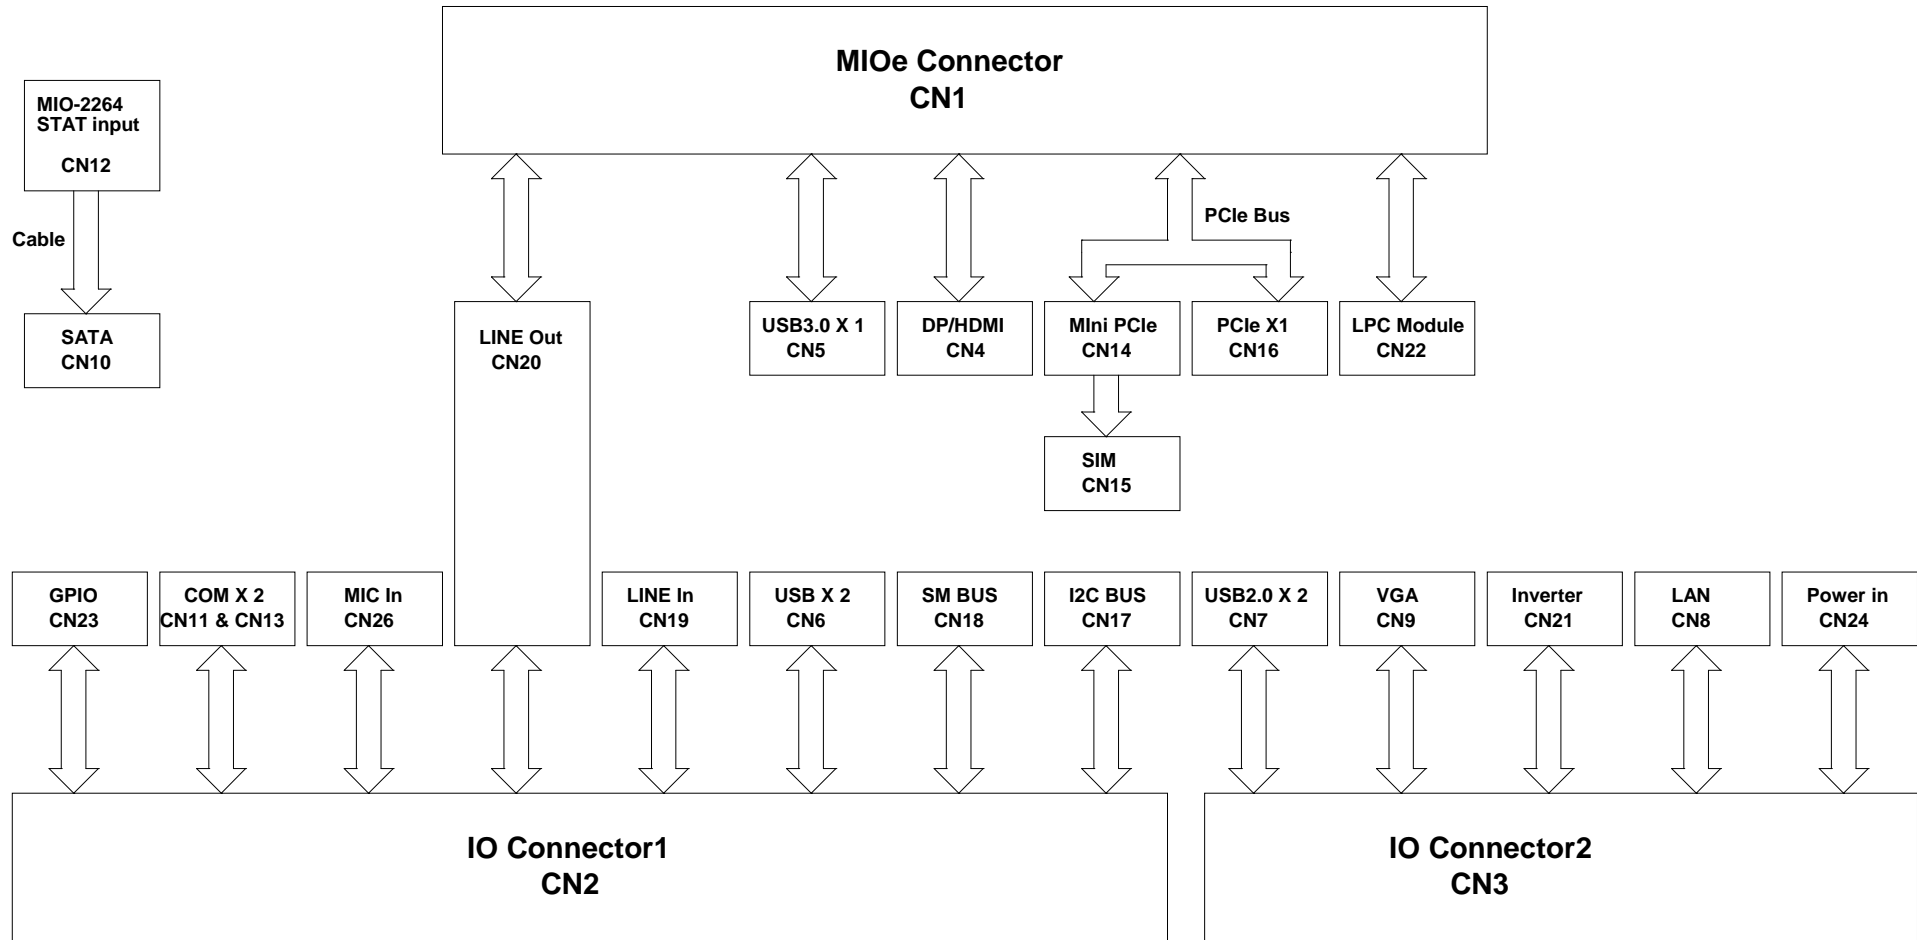 MIOe Connector
CN1
MIO-2264
STAT input
CN12
Cable
PCIe Bus
SATA
CN10
LINE Out
CN20
USB3.0 X 1
CN5
DP/HDMI
CN4
MIni PCIe
CN14
PCIe X1
CN16
LPC Module
CN22
SIM
CN15
GPIO
CN23
COM X 2
CN11 & CN13
MIC In
CN26
LINE In
CN19
USB X 2
CN6
SM BUS
CN18
I2C BUS
CN17
USB2.0 X 2
CN7
VGA
CN9
Inverter
CN21
LAN
CN8
Power in
CN24
IO Connector1
CN2
IO Connector2
CN3